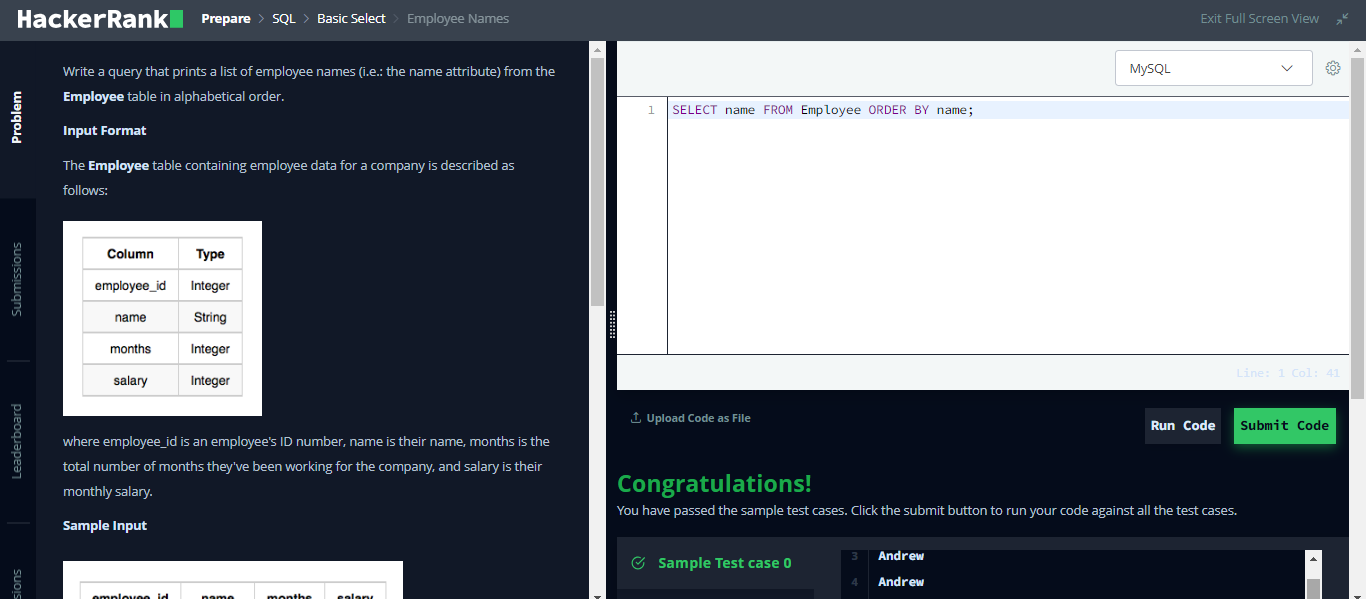 HackerRank Prepare > SQL > Basic Select > Employee Names Exit Full Screen View
Problem
Submissions
Leaderboard
Write a query that prints a list of employee names (i.e.: the name attribute) from the
Employee table in alphabetical order.
Input Format
The Employee table containing employee data for a company is described as
follows:
Column Type
employee_id Integer
name String
months Integer
salary Integer
where employee_id is an employee's ID number, name is their name, months is the
total number of months they've been working for the company, and salary is their
monthly salary.
Sample Input
employee_id name months salary
MySQL
1 SELECT name FROM Employee ORDER BY name;
Line: 1 Col: 41
Upload Code as File
Run Code
Submit Code
Congratulations!
You have passed the sample test cases. Click the submit button to run your code against all the test cases.
Sample Test case 0
3 Andrew
4 Andrew